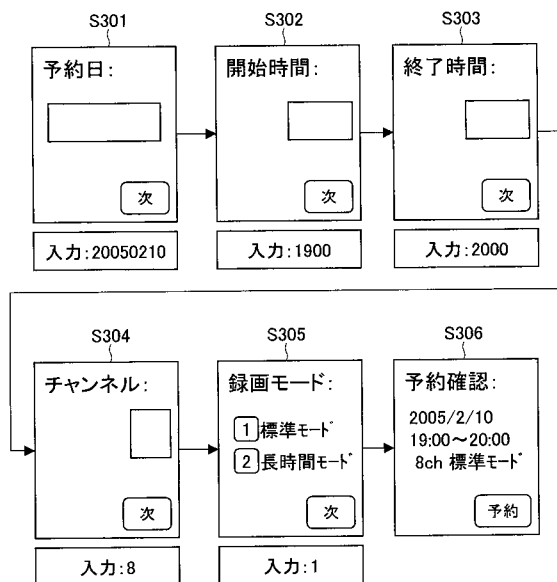 S301
予約日:
次
入力:20050210
S302
開始時間:
次
入力:1900
S303
終了時間:
次
入力:2000
S304
チャンネル:
次
入力:8
S305
録画モード:
1 標準モード
2 長時間モード
次
入力:1
S306
予約確認:
2005/2/10
19:00～20:00
8ch 標準モード
予約